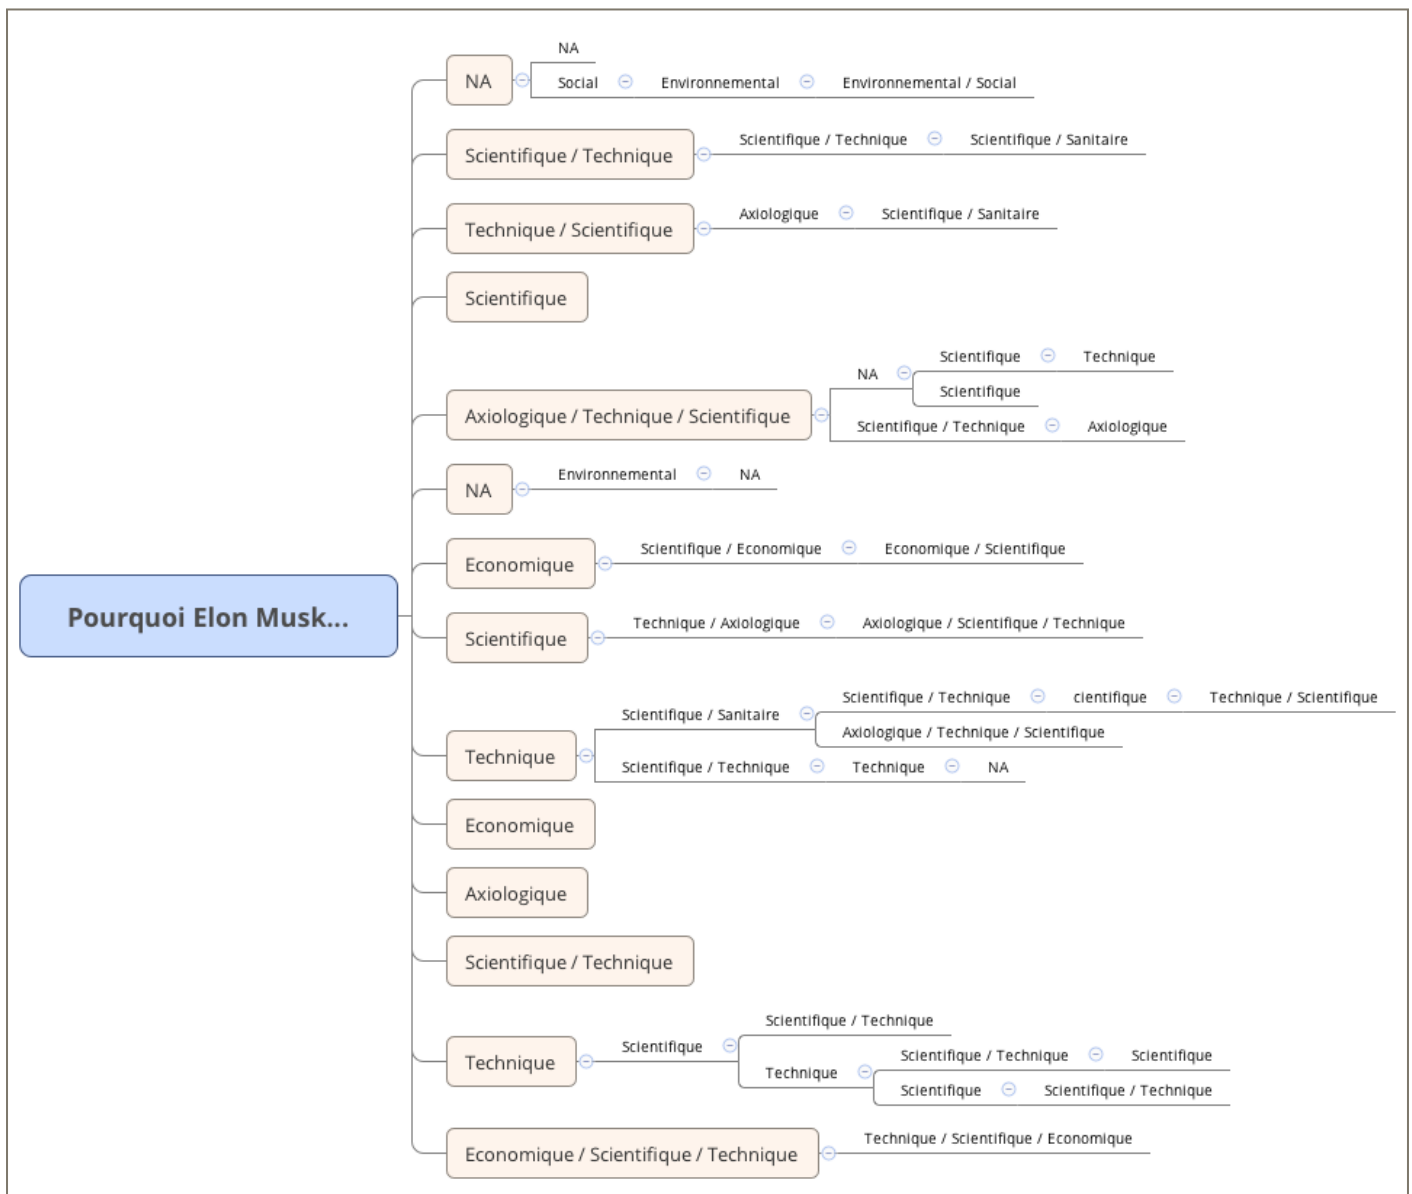 NA
NA
Social
Environnemental
Environnemental / Social
Scientifique / Technique
Scientifique / Technique
Scientifique / Sanitaire
Technique / Scientifique
Axiologique
Scientifique / Sanitaire
Scientifique
Axiologique / Technique / Scientifique
NA
Scientifique
Technique
Scientifique
Scientifique / Technique
Axiologique
NA
Environnemental
NA
Economique
Scientifique / Economique
Economique / Scientifique
Pourquoi Elon Musk...
Scientifique
Technique / Axiologique
Axiologique / Scientifique / Technique
Technique
Scientifique / Sanitaire
Scientifique / Technique
cientifique
Technique / Scientifique
Axiologique / Technique / Scientifique
Scientifique / Technique
Technique
NA
Economique
Axiologique
Scientifique / Technique
Technique
Scientifique
Scientifique / Technique
Technique
Scientifique / Technique
Scientifique
Scientifique
Scientifique / Technique
Economique / Scientifique / Technique
Technique / Scientifique / Economique